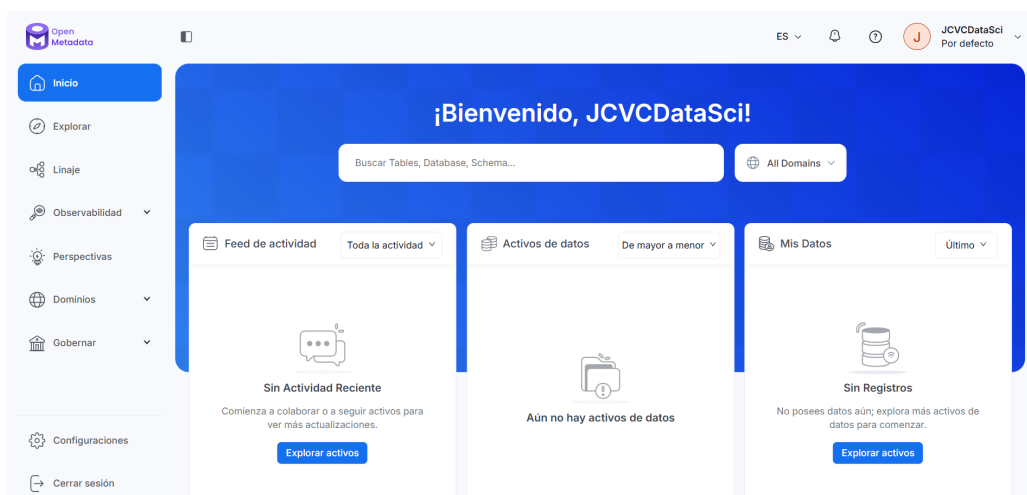 Open
Metadata
ES
?
J
JCVCDataSci
Por defecto
Inicio
Explorar
Linaje
Observabilidad
Perspectivas
Dominios
Gobernar
Configuraciones
Cerrar sesión
¡Bienvenido, JCVCDataSci!
Buscar Tables, Database, Schema...
All Domains
Feed de actividad
Toda la actividad
Sin Actividad Reciente
Comienza a colaborar o a seguir activos para
ver más actualizaciones.
Explorar activos
Activos de datos
De mayor a menor
Aún no hay activos de datos
Mis Datos
Último
Sin Registros
No posees datos aún; explora más activos de
datos para comenzar.
Explorar activos